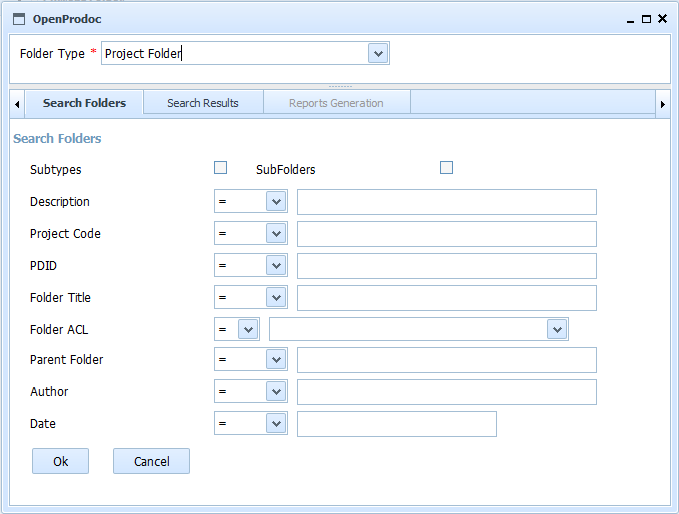 OpenProdoc
Folder Type * Project Folder
Search Folders Search Results Reports Generation
Search Folders
Subtypes SubFolders
Description =
Project Code =
PDID =
Folder Title =
Folder ACL =
Parent Folder =
Author =
Date =
Ok Cancel